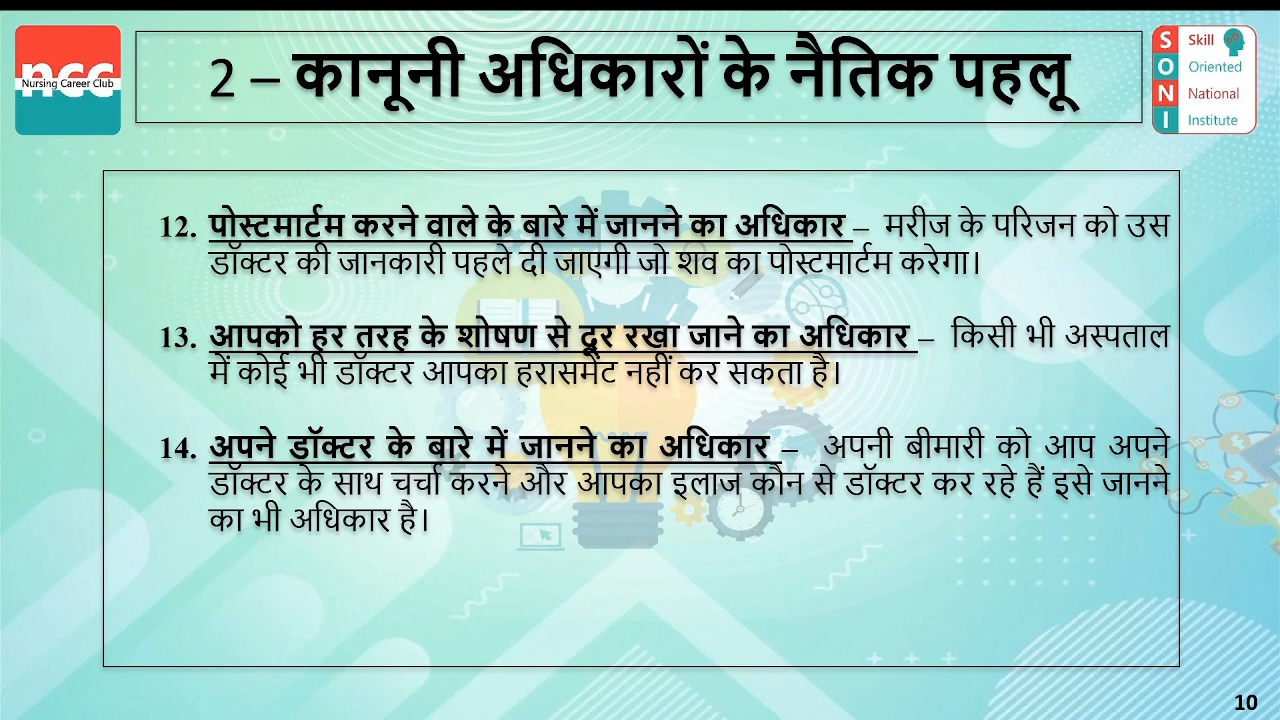 ncc
Nursing Career Club
2 – कानूनी अधिकारों के नैतिक पहलू
S Skill
O Oriented
N National
I Institute
12. पोस्टमार्टम करने वाले के बारे में जानने का अधिकार – मरीज के परिजन को उस
डॉक्टर की जानकारी पहले दी जाएगी जो शव का पोस्टमार्टम करेगा।
13. आपको हर तरह के शोषण से दूर रखा जाने का अधिकार – किसी भी अस्पताल
में कोई भी डॉक्टर आपका हरासमेंट नहीं कर सकता है।
14. अपने डॉक्टर के बारे में जानने का अधिकार – अपनी बीमारी को आप अपने
डॉक्टर के साथ चर्चा करने और आपका इलाज कौन से डॉक्टर कर रहे हैं इसे जानने
का भी अधिकार है।
10